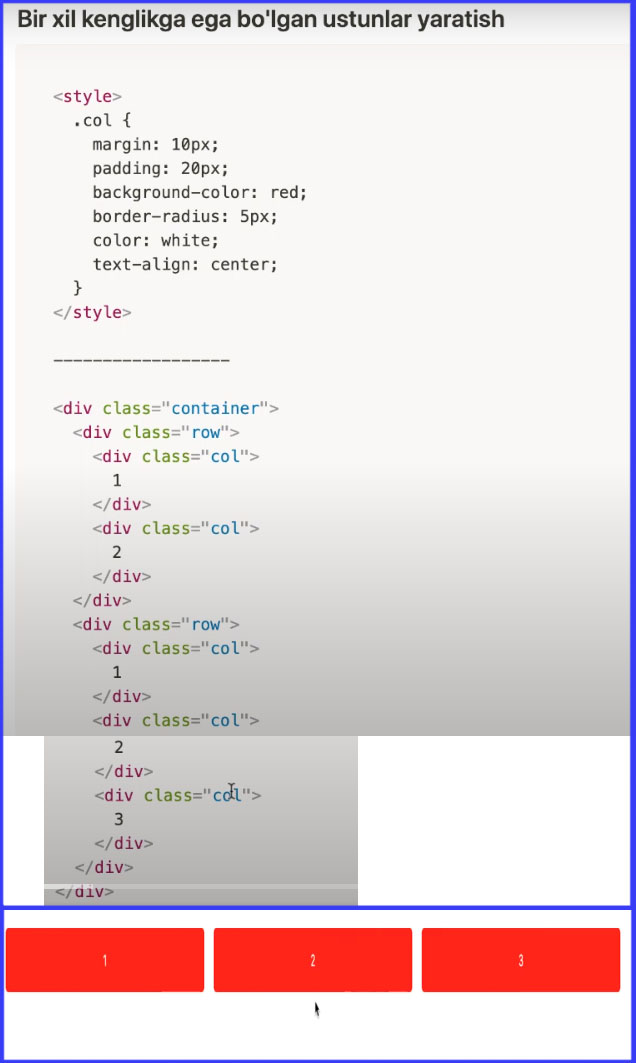 Bir xil kenglikga ega bo'lgan ustunlar yaratish
<style>
.col {
margin: 10px;
padding: 20px;
background-color: red;
border-radius: 5px;
color: white;
text-align: center;
}
</style>
------------------
<div class="container">
<div class="row">
<div class="col">
1
</div>
<div class="col">
2
</div>
</div>
<div class="row">
<div class="col">
1
</div>
<div class="col">
2
</div>
<div class="col">
3
</div>
</div>
</div>
1 2 3